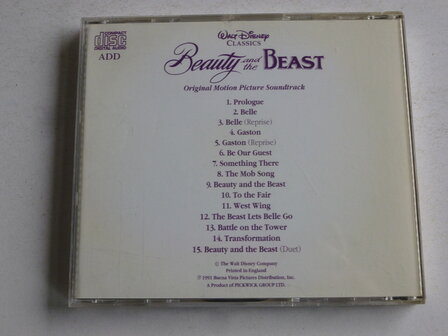 COMPACT
disc
DIGITAL AUDIO
ADD
Walt Disney
CLASSICS
Beauty and the BEAST
Original Motion Picture Soundtrack
1. Prologue
2. Belle
3. Belle (Reprise)
4. Gaston
5. Gaston (Reprise)
6. Be Our Guest
7. Something There
8. The Mob Song
9. Beauty and the Beast
10. To the Fair
11. West Wing
12. The Beast Lets Belle Go
13. Battle on the Tower
14. Transformation
15. Beauty and the Beast (Duet)
© The Walt Disney Company
Printed in England
℗ 1991 Buena Vista Pictures Distribution, Inc.
A Product of PICKWICK GROUP LTD.